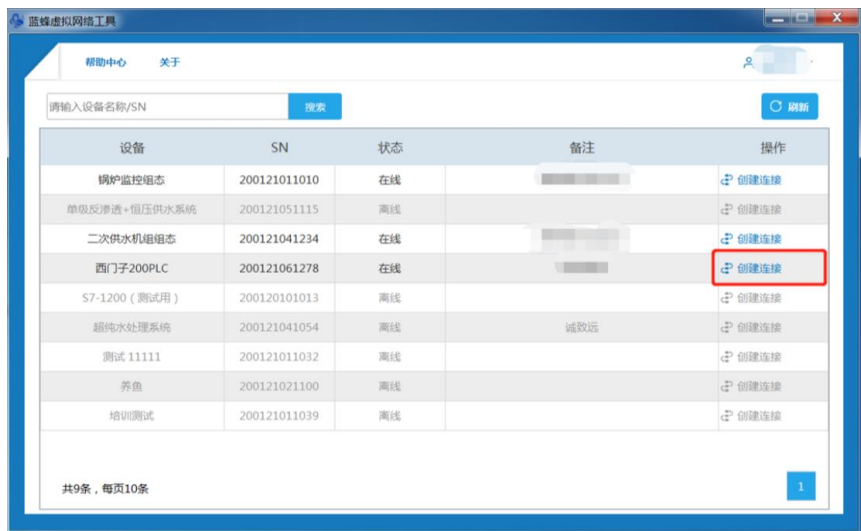 蓝蜂虚拟网络工具
帮助中心 关于
请输入设备名称/SN 搜索 刷新
设备 SN 状态 备注 操作
锅炉监控组态 200121011010 在线 创建连接
单级反渗透+恒压供水系统 200121051115 离线 创建连接
二次供水机组组态 200121041234 在线 创建连接
西门子200PLC 200121061278 在线 创建连接
S7-1200（测试用） 200120101013 离线 创建连接
超纯水处理系统 200121041054 离线 诚致远 创建连接
测试 11111 200121011032 离线 创建连接
养鱼 200121021100 离线 创建连接
培训测试 200121011039 离线 创建连接
共9条，每页10条 1